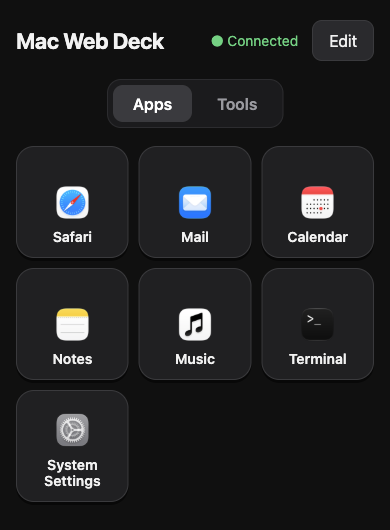 Mac Web Deck
Connected
Edit
Apps
Tools
Safari
Mail
Calendar
Notes
Music
>_
Terminal
System
Settings